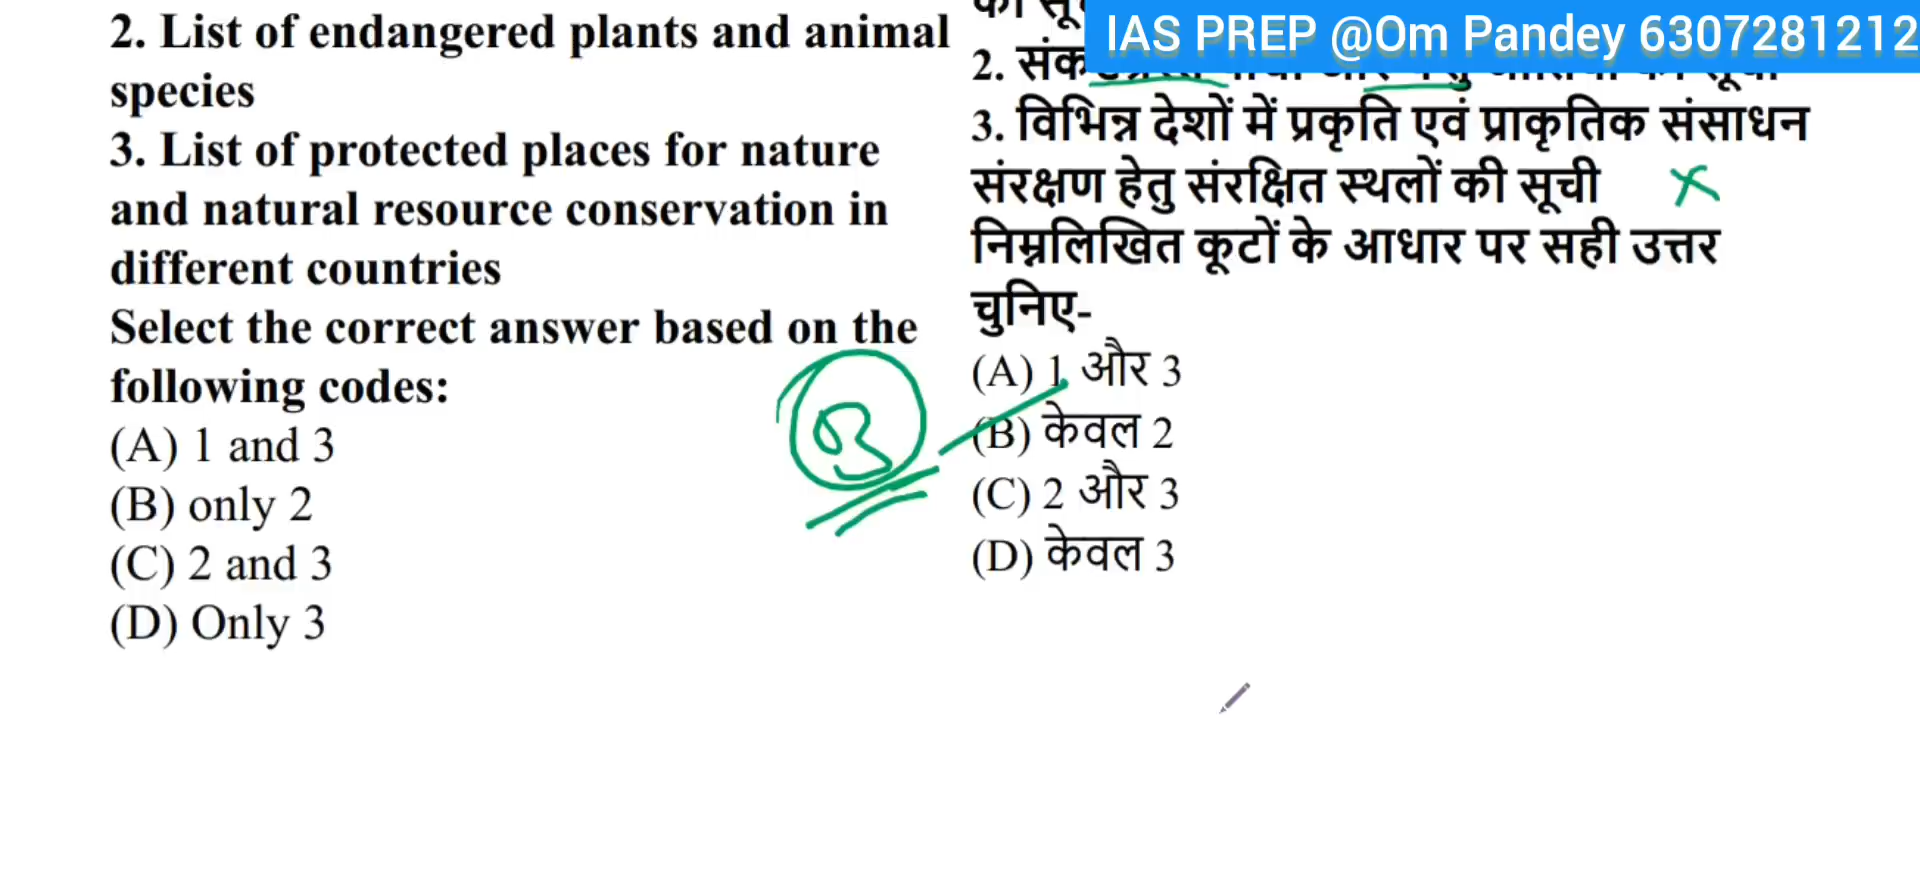 2. List of endangered plants and animal
species
3. List of protected places for nature
and natural resource conservation in
different countries
Select the correct answer based on the
following codes:
(A) 1 and 3
(B) only 2
(C) 2 and 3
(D) Only 3
B
IAS PREP @Om Pandey 6307281212
2.
3. विभिन्न देशों में प्रकृति एवं प्राकृतिक संसाधन
संरक्षण हेतु संरक्षित स्थलों की सूची
निम्नलिखित कूटों के आधार पर सही उत्तर
चुनिए-
(A) 1 और 3
(B) केवल 2
(C) 2 और 3
(D) केवल 3